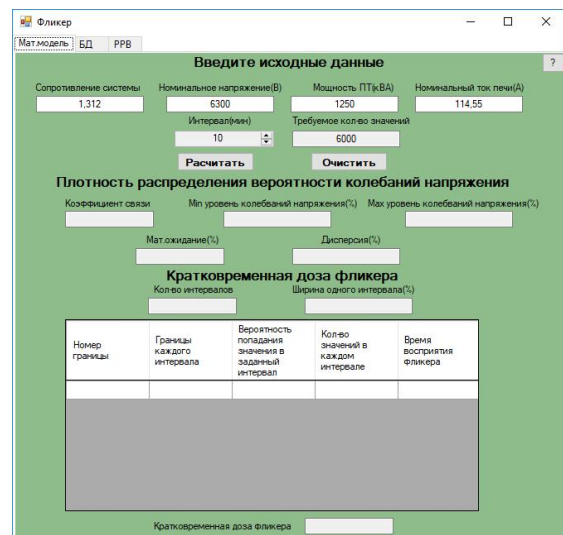 Фликер
Мат.модель БД РРВ
Введите исходные данные
?
Сопротивление системы Номинальное напряжение(В) Мощность ПТ(кВА) Номинальный ток печи(А)
1,312 6300 1250 114,55
Интервал(мин) Требуемое кол-во значений
10 6000
Расчитать Очистить
Плотность распределения вероятности колебаний напряжения
Коэффициент связи Min уровень колебваний напряжения(%) Max уровень колебваний напряжения(%)
Мат.ожидание(%) Дисперсия(%)
Кратковременная доза фликера
Кол-во интервалов Ширина одного интервала(%)
Номер границы
Границы каждого интервала
Вероятность попадания значения в заданный интервал
Кол-во значений в каждом интервале
Время восприятия Фликера
Кратковременная доза Фликера